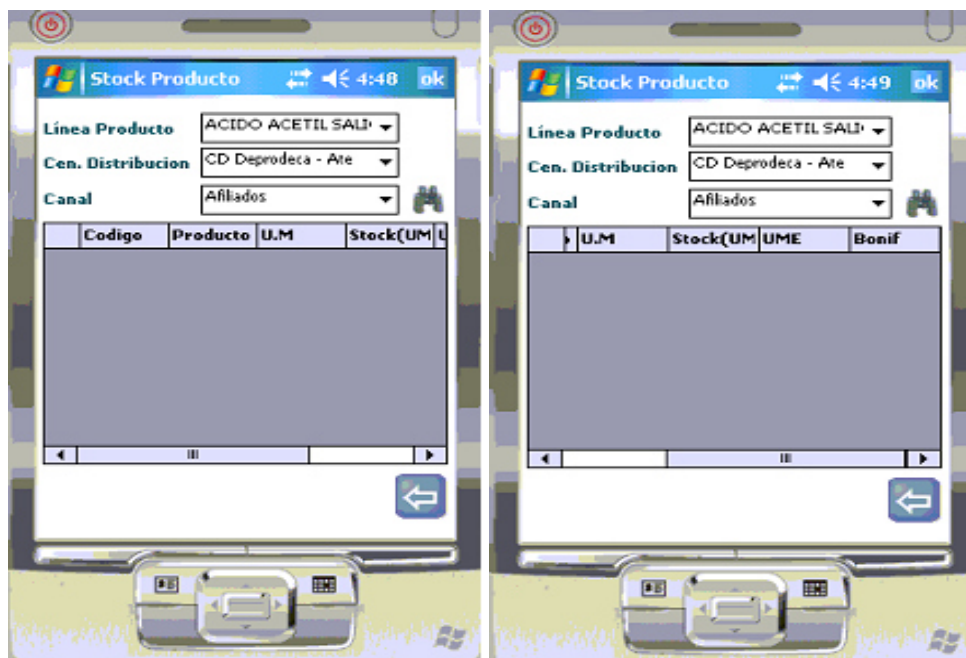 Stock Producto 4:48 ok
Línea Producto ACIDO ACETIL SALI
Cen. Distribucion CD Deprodeca - Ate
Canal Afiliados
Codigo Producto U.M Stock(UM U
Stock Producto 4:49 ok
Línea Producto ACIDO ACETIL SALI
Cen. Distribucion CD Deprodeca - Ate
Canal Afiliados
U.M Stock(UM UME Bonif